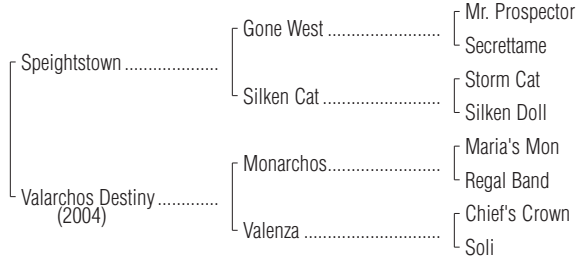 Mr. Prospector
Gone West
Secrettame
Speightstown
Storm Cat
Silken Cat
Silken Doll
Maria's Mon
Monarchos
Regal Band
Valarchos Destiny
(2004)
Chief's Crown
Valenza
Soli